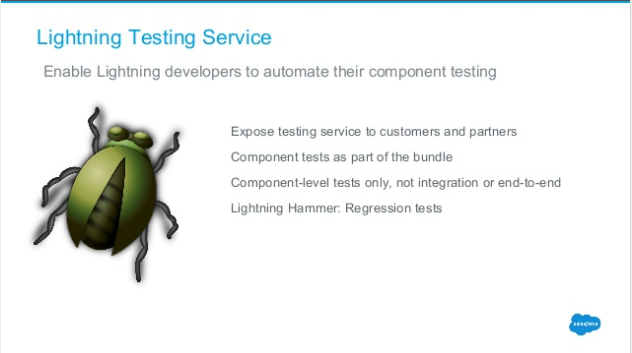 Lightning Testing Service
Enable Lightning developers to automate their component testing
Expose testing service to customers and partners
Component tests as part of the bundle
Component-level tests only, not integration or end-to-end
Lightning Hammer: Regression tests
salesforce